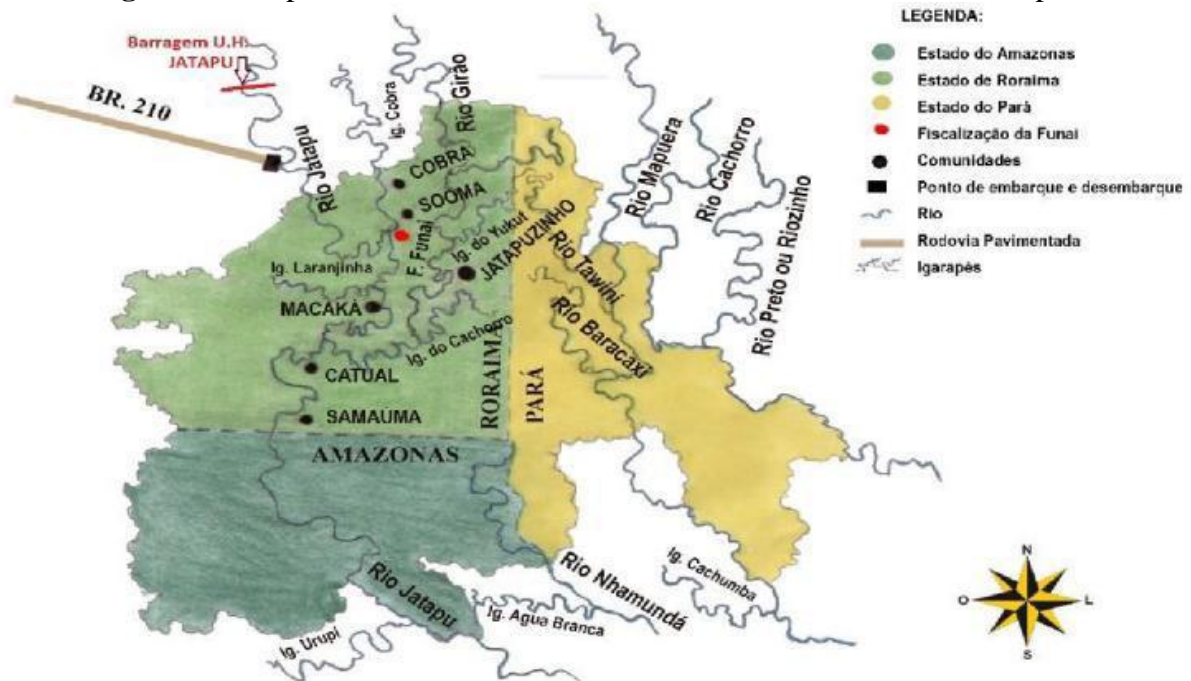 LEGENDA:
Estado do Amazonas
Estado de Roraima
Estado do Pará
Fiscalização da Funai
Comunidades
Ponto de embarque e desembarque
Rio
Rodovia Pavimentada
Igarapés
Barragem U.H.
JATAPU
BR. 210
Rio Jatapu
Ig. Cobra
Rio Girão
COBRA
SOOMA
F. Funai
Ig. do Yukut
JATAPUZINHO
Ig. Laranjinha
MACAKÁ
Ig. do Cachorro
CATUAL
SAMAÚMA
RORAIMA
PARÁ
AMAZONAS
Rio Mapuera
Rio Cachorro
Rio Preto ou Riozinho
Rio Tawini
Rio Baracaxi
Rio Jatapu
Ig. Urupi
Ig. Agua Branca
Rio Nhamundá
Ig. Cachumba
N
O
L
S